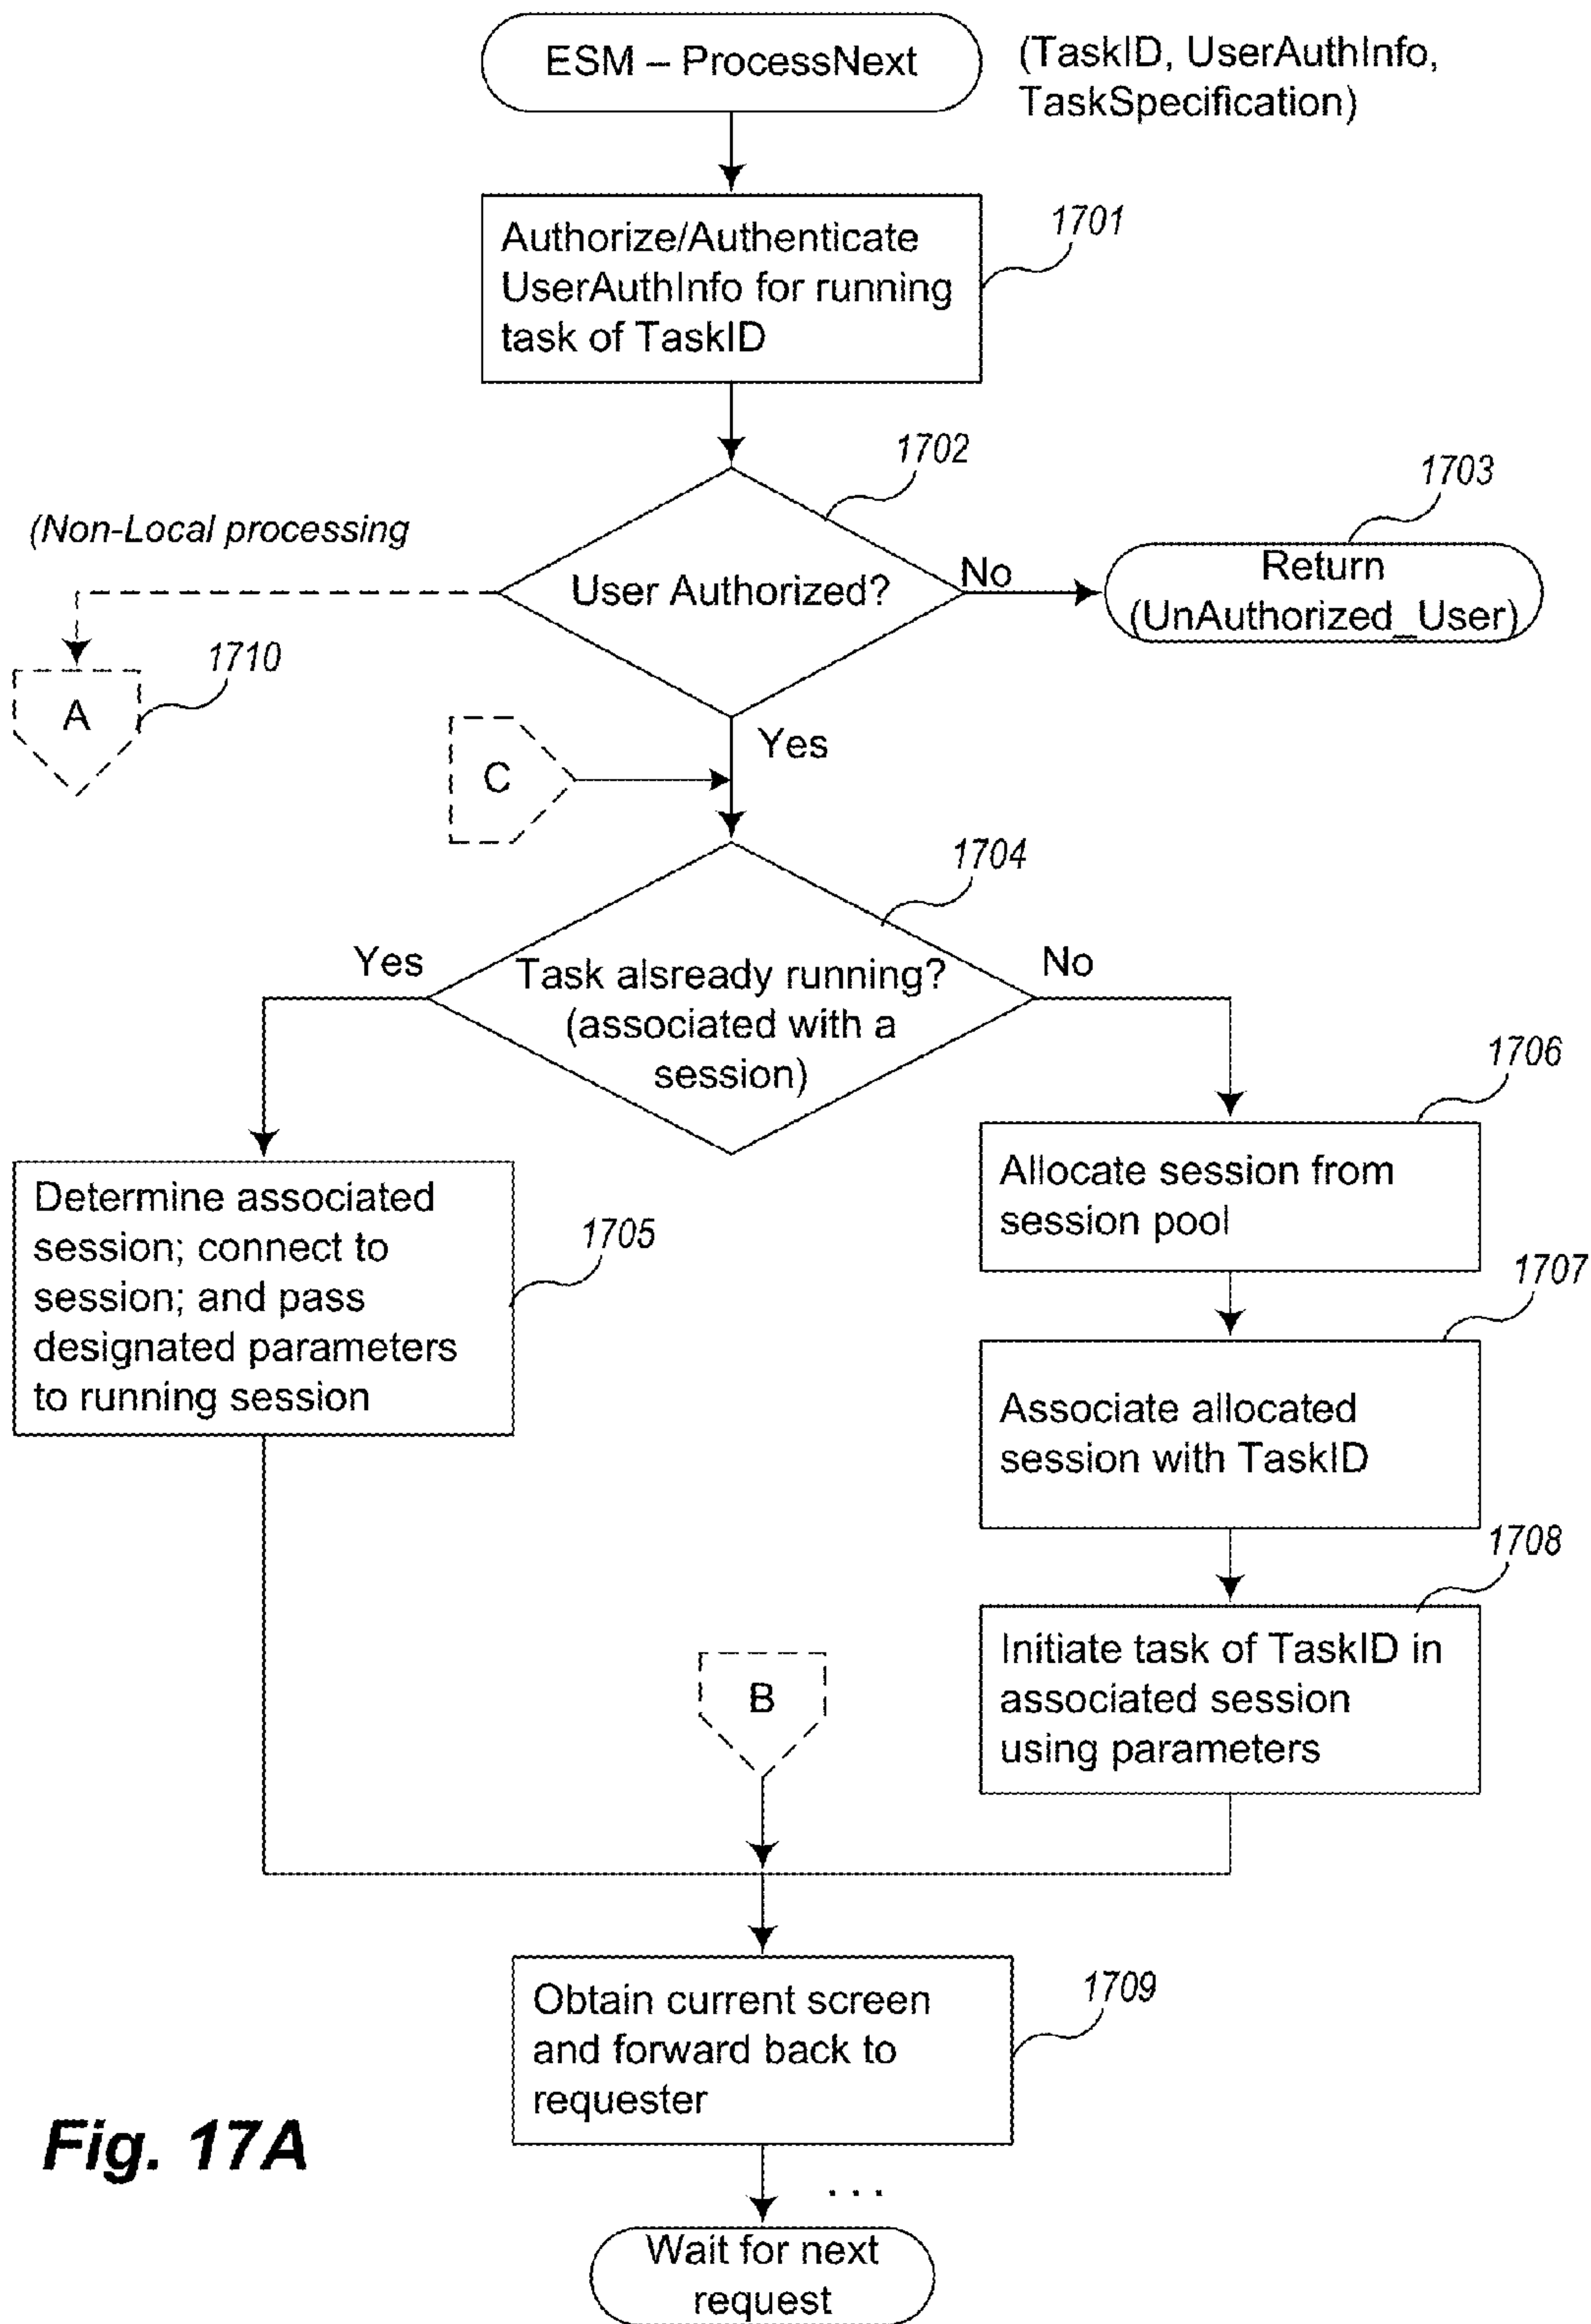 ESM – ProcessNext
(TaskID, UserAuthInfo,
TaskSpecification)
1701
Authorize/Authenticate
UserAuthInfo for running
task of TaskID
1702
1703
(Non-Local processing
User Authorized?
No
Return
(UnAuthorized_User)
1710
A
Yes
C
1704
Yes
Task alsready running?
(associated with a
session)
No
1706
Allocate session from
session pool
Determine associated
session; connect to
session; and pass
designated parameters
to running session
1705
1707
Associate allocated
session with TaskID
1708
Initiate task of TaskID in
associated session
using parameters
B
1709
Obtain current screen
and forward back to
requester
Fig. 17A
. . .
Wait for next
request